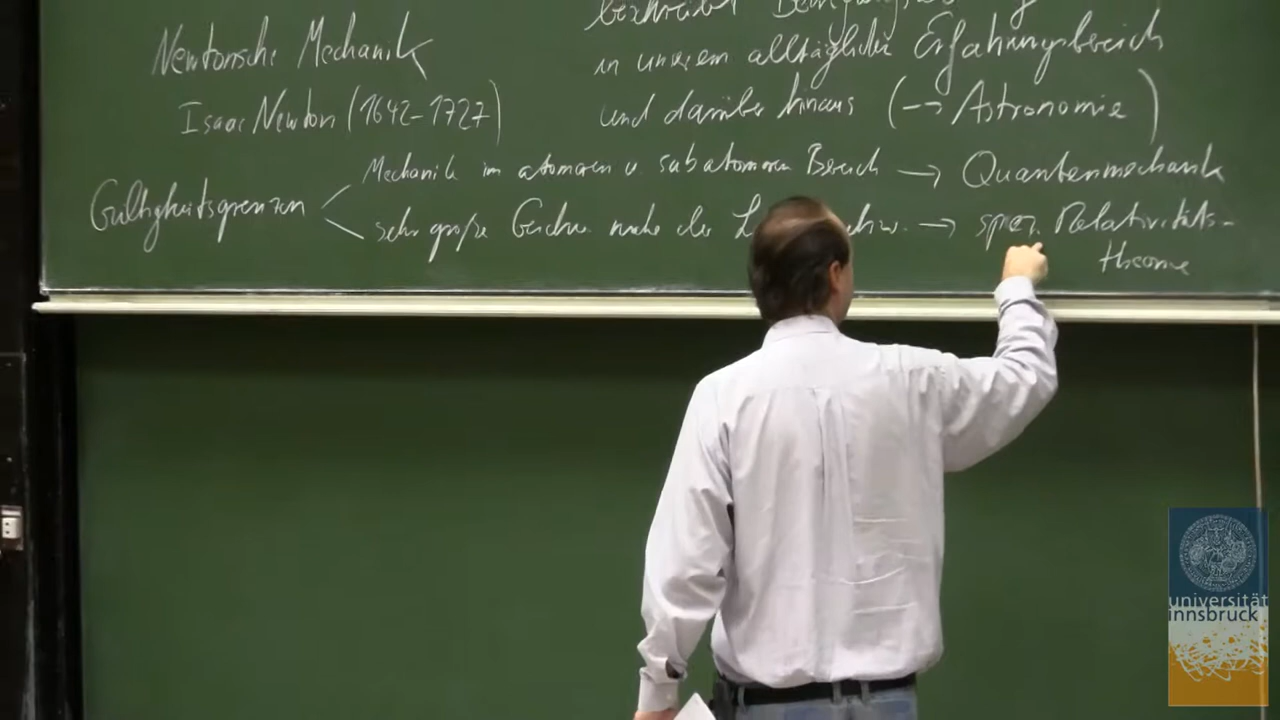 beschreibt
Newtonsche Mechanik
in unserem alltäglichen Erfahrungsbereich
Isaac Newton (1642-1727)
und darüber hinaus (→ Astronomie)
Gültigkeitsgrenzen
Mechanik im atomaren u subatomaren Bereich → Quantenmechanik
sehr große Geschw. nahe der L → spez. Relativitäts-
theorie
universität
innsbruck